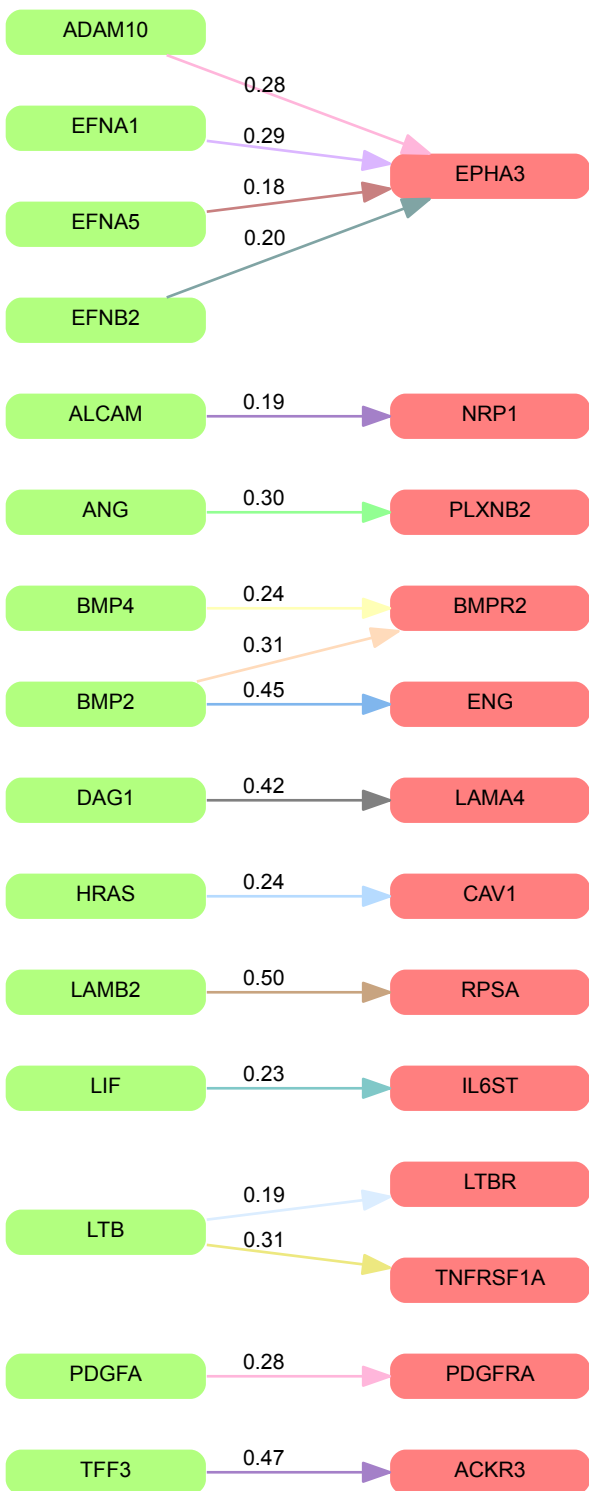 ADAM10
0.28
EFNA1
0.29
EPHA3
EFNA5
0.18
0.20
EFNB2
ALCAM 0.19 NRP1
ANG 0.30 PLXNB2
BMP4 0.24 BMPR2
0.31
BMP2 0.45 ENG
DAG1 0.42 LAMA4
HRAS 0.24 CAV1
LAMB2 0.50 RPSA
LIF 0.23 IL6ST
0.19 LTBR
LTB
0.31 TNFRSF1A
PDGFA 0.28 PDGFRA
TFF3 0.47 ACKR3